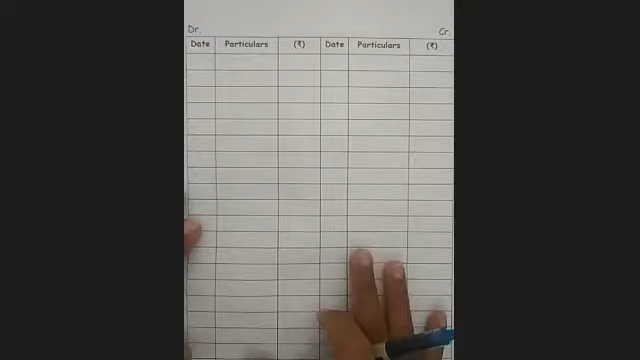 Dr. Cr.
Date Particulars (₹) Date Particulars (₹)